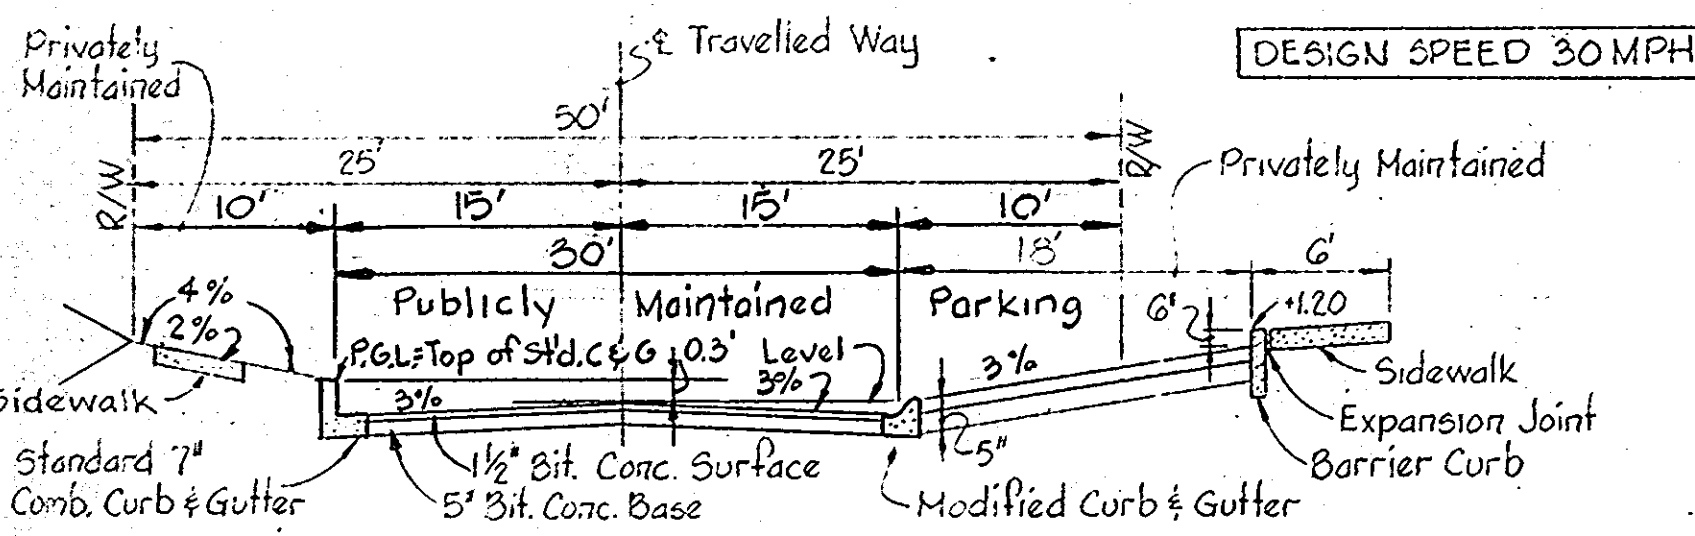 Privately
Maintained
℄ Travelled Way
DESIGN SPEED 30 MPH
50'
R/W
R/W
25'
25'
Privately Maintained
10'
15'
15'
10'
30'
18'
6'
4%
2%
Publicly Maintained
Parking
6"
+1.20
P.G.L.=Top of St'd. C & G
0.3'
Level
3%
3%
3%
Sidewalk
Sidewalk
Expansion Joint
Barrier Curb
5"
Standard 7"
Comb. Curb & Gutter
1½" Bit. Conc. Surface
5" Bit. Conc. Base
Modified Curb & Gutter